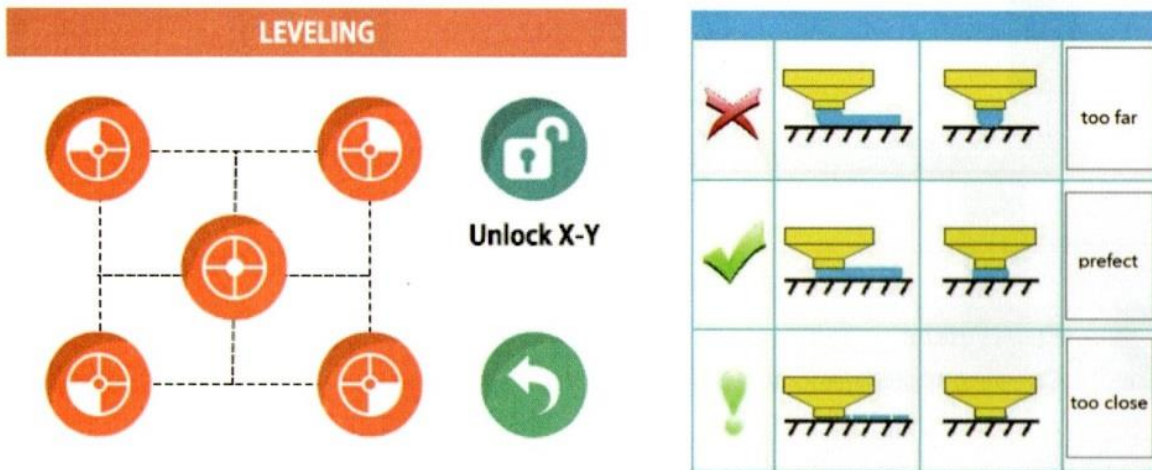 LEVELING
Unlock X-Y
too far
prefect
too close